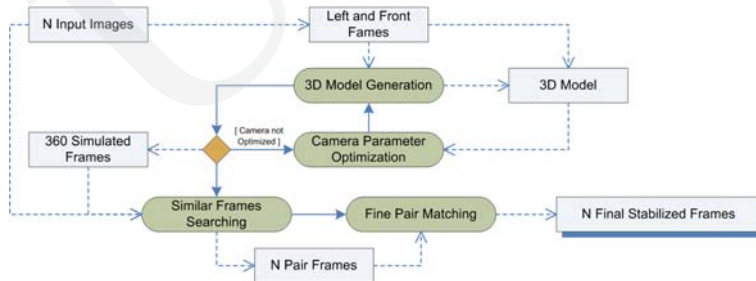 N Input Images
Left and Front
Fames
3D Model Generation
3D Model
[ Camera not
Optimized ]
Camera Parameter
Optimization
360 Simulated
Frames
Similar Frames
Searching
Fine Pair Matching
N Final Stabilized Frames
N Pair Frames